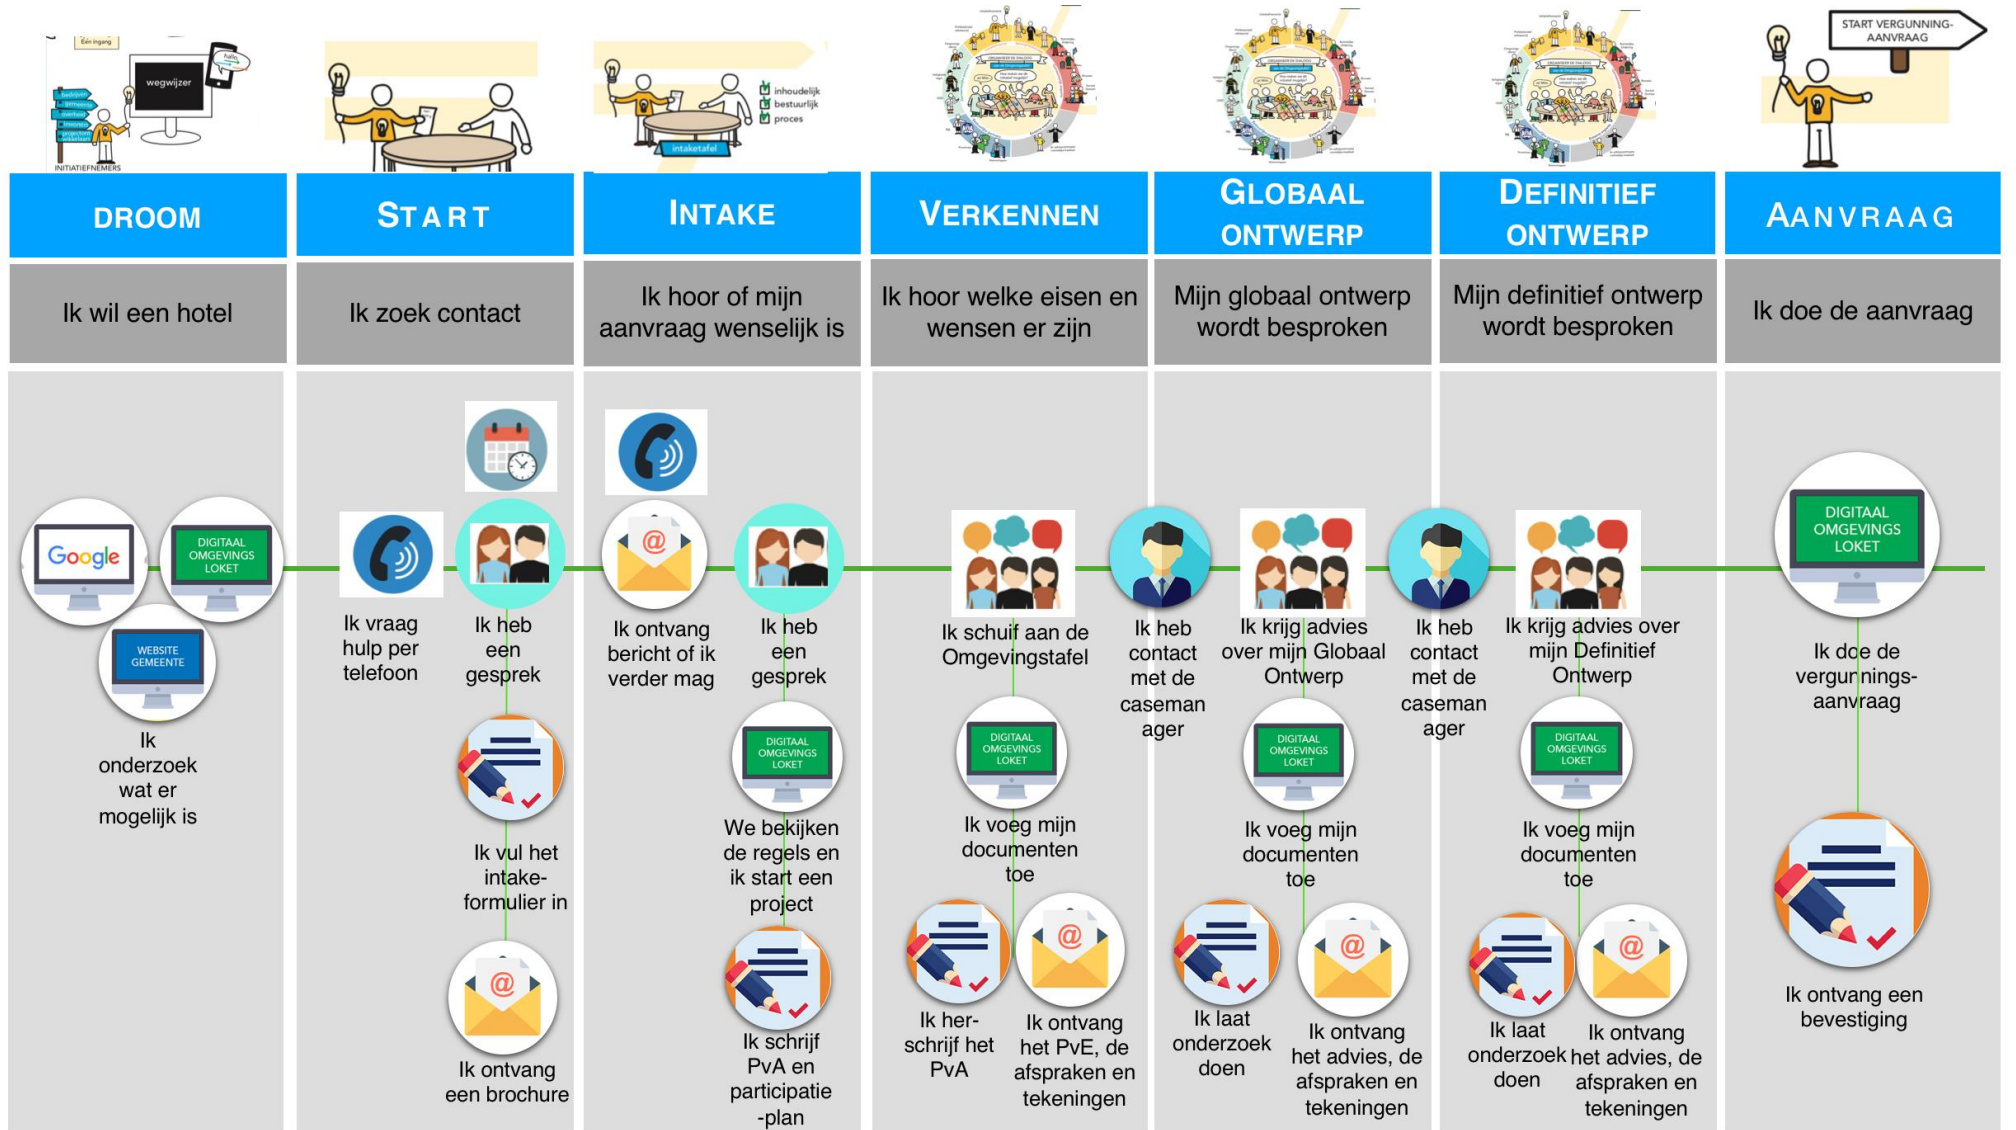 Eén ingang
hallo,
wegwijzer
bedrijven
gemeente
overheid
inwoners
INITIATIEFNEMERS
inhoudelijk
bestuurlijk
proces
intaketafel
START VERGUNNING-
AANVRAAG
DROOM
START
INTAKE
VERKENNEN
GLOBAAL
ONTWERP
DEFINITIEF
ONTWERP
AANVRAAG
Ik wil een hotel
Ik zoek contact
Ik hoor of mijn
aanvraag wenselijk is
Ik hoor welke eisen en
wensen er zijn
Mijn globaal ontwerp
wordt besproken
Mijn definitief ontwerp
wordt besproken
Ik doe de aanvraag
Google
DIGITAAL
OMGEVINGS
LOKET
WEBSITE
GEMEENTE
Ik
onderzoek
wat er
mogelijk is
Ik vraag
hulp per
telefoon
Ik heb
een
gesprek
Ik vul het
intake-
formulier in
@
Ik ontvang
een brochure
@
Ik ontvang
bericht of ik
verder mag
Ik heb
een
gesprek
DIGITAAL
OMGEVINGS
LOKET
We bekijken
de regels en
ik start een
project
Ik schrijf
PvA en
participatie
-plan
Ik schuif aan de
Omgevingstafel
DIGITAAL
OMGEVINGS
LOKET
Ik voeg mijn
documenten
toe
Ik her-
schrijf het
PvA
@
Ik ontvang
het PvE, de
afspraken en
tekeningen
Ik heb
contact
met de
caseman
ager
Ik krijg advies
over mijn Globaal
Ontwerp
DIGITAAL
OMGEVINGS
LOKET
Ik voeg mijn
documenten
toe
Ik laat
onderzoek
doen
@
Ik ontvang
het advies, de
afspraken en
tekeningen
Ik heb
contact
met de
caseman
ager
Ik krijg advies over
mijn Definitief
Ontwerp
DIGITAAL
OMGEVINGS
LOKET
Ik voeg mijn
documenten
toe
Ik laat
onderzoek
doen
@
Ik ontvang
het advies, de
afspraken en
tekeningen
DIGITAAL
OMGEVINGS
LOKET
Ik doe de
vergunnings-
aanvraag
Ik ontvang een
bevestiging